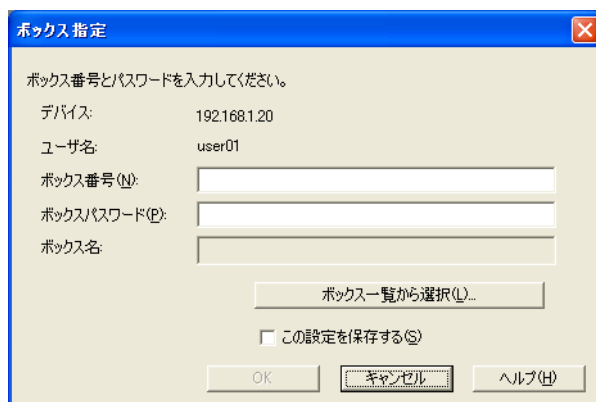 ボックス指定
ボックス番号とパスワードを入力してください。
デバイス: 192.168.1.20
ユーザ名: user01
ボックス番号(N):
ボックスパスワード(P):
ボックス名:
ボックス一覧から選択(L)...
この設定を保存する(S)
OK キャンセル ヘルプ(H)